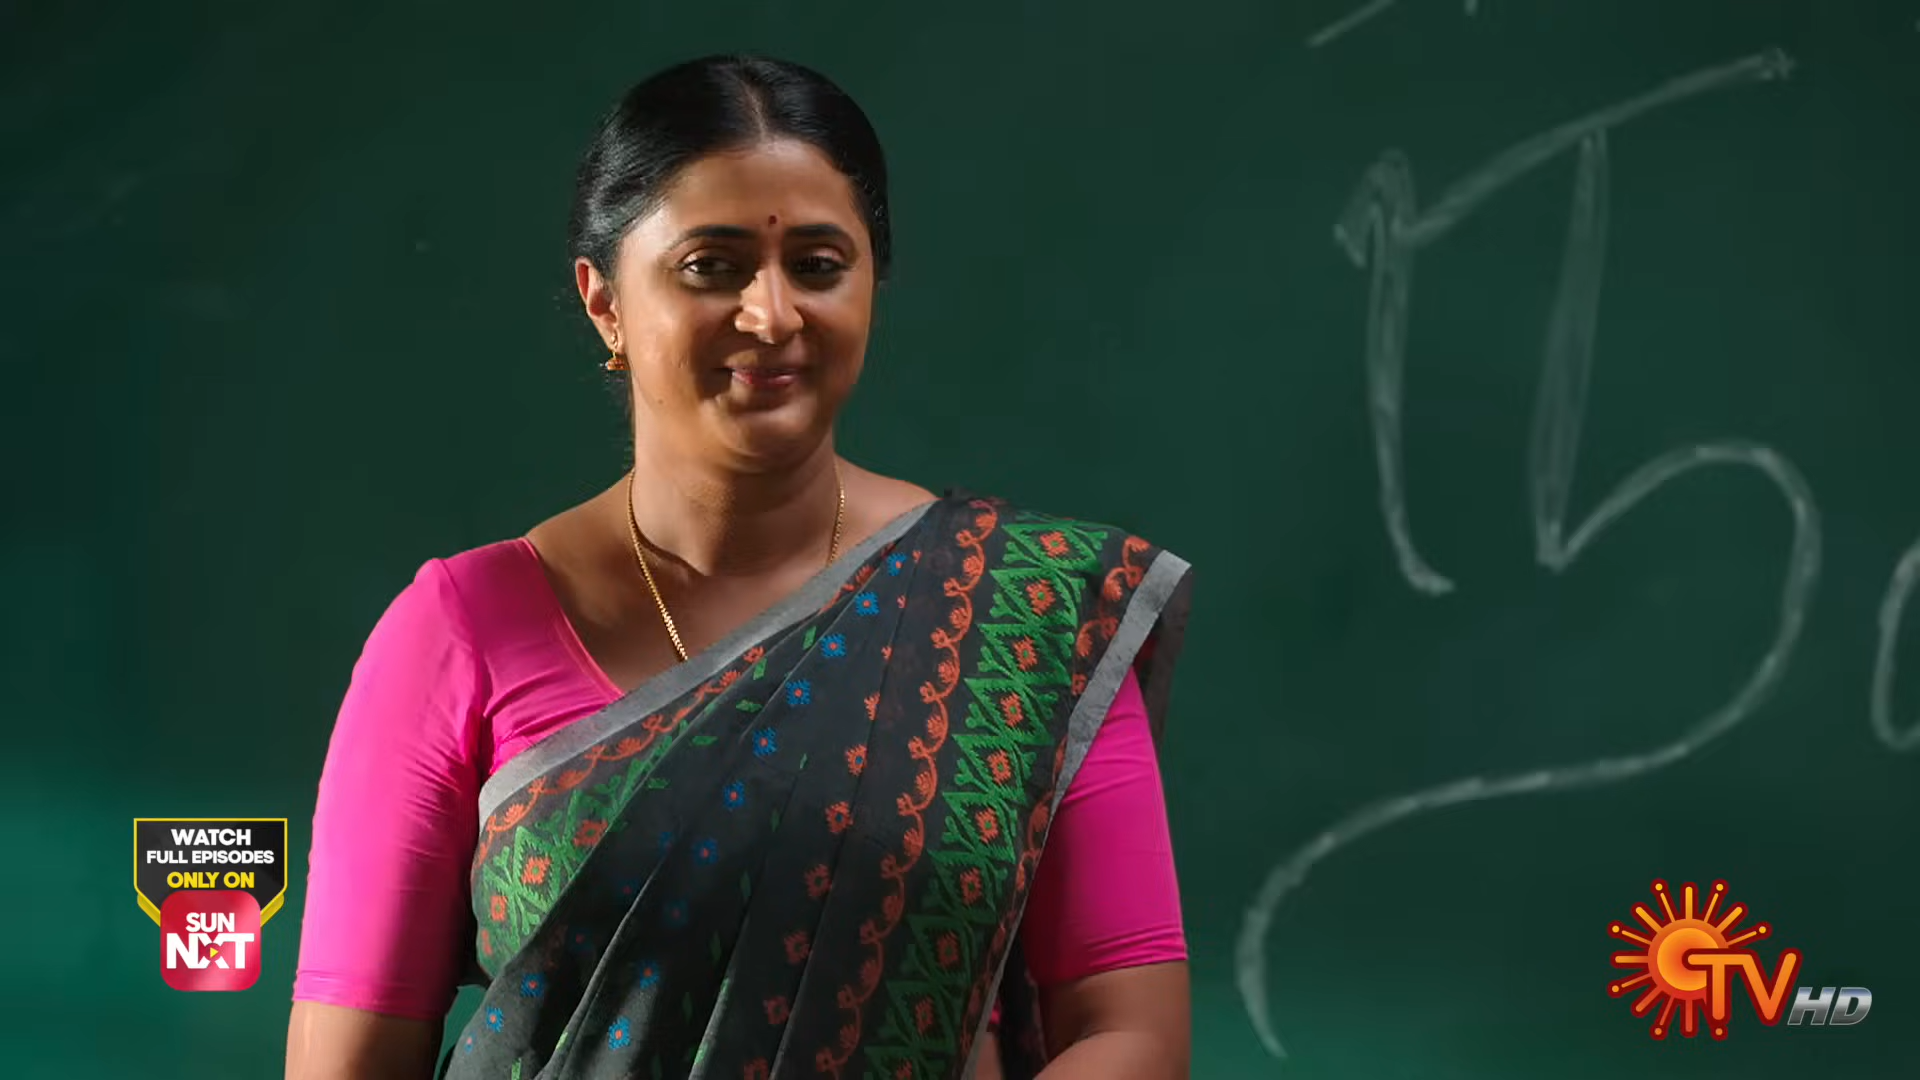 ந
WATCH
FULL EPISODES
ONLY ON
SUN
NXT
TV HD